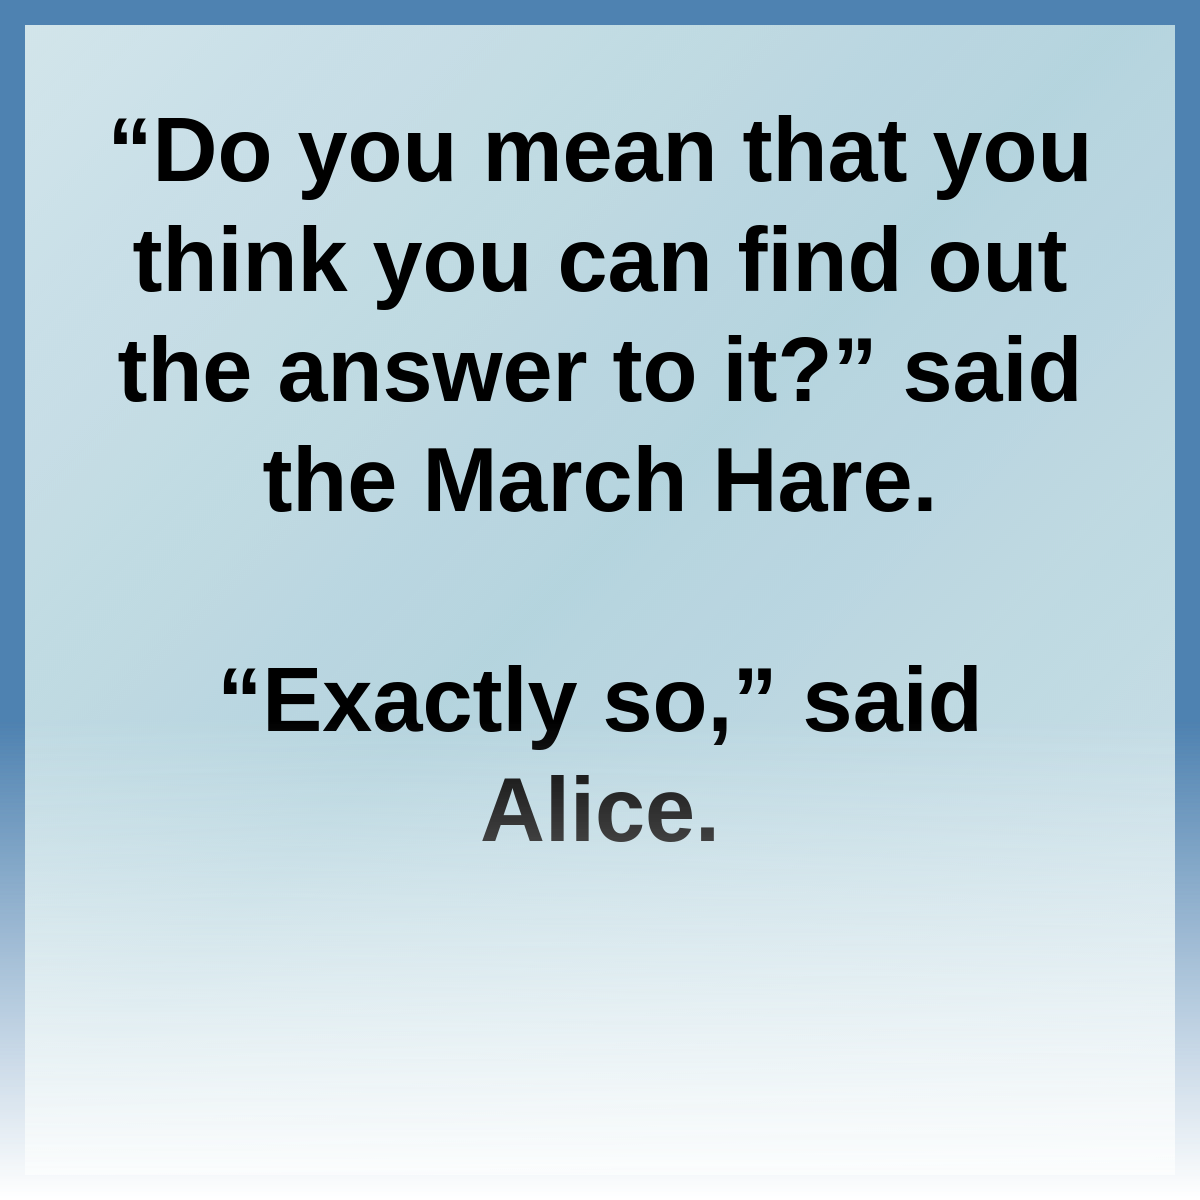 “Do you mean that you
think you can find out
the answer to it?” said
the March Hare.
“Exactly so,” said
Alice.